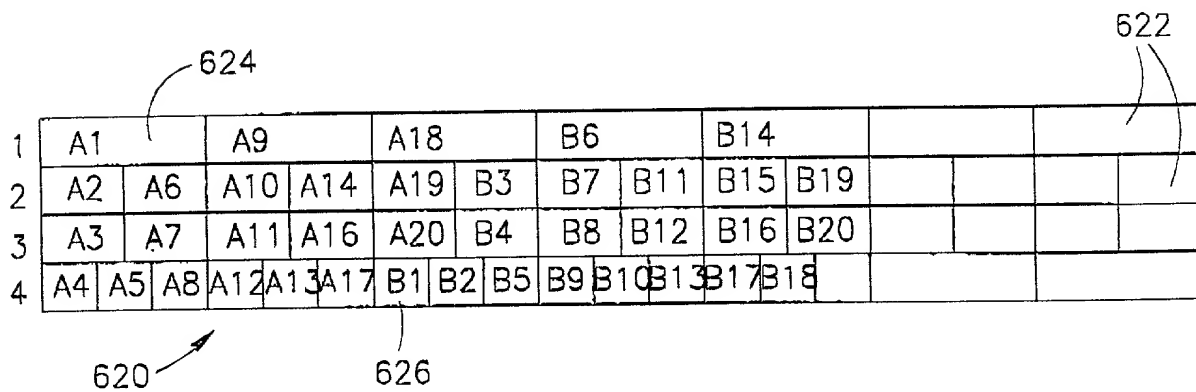 622
624
1 A1 A9 A18 B6 B14
2 A2 A6 A10 A14 A19 B3 B7 B11 B15 B19
3 A3 A7 A11 A16 A20 B4 B8 B12 B16 B20
4 A4 A5 A8 A12 A13 A17 B1 B2 B5 B9 B10 B13 B17 B18
620
626